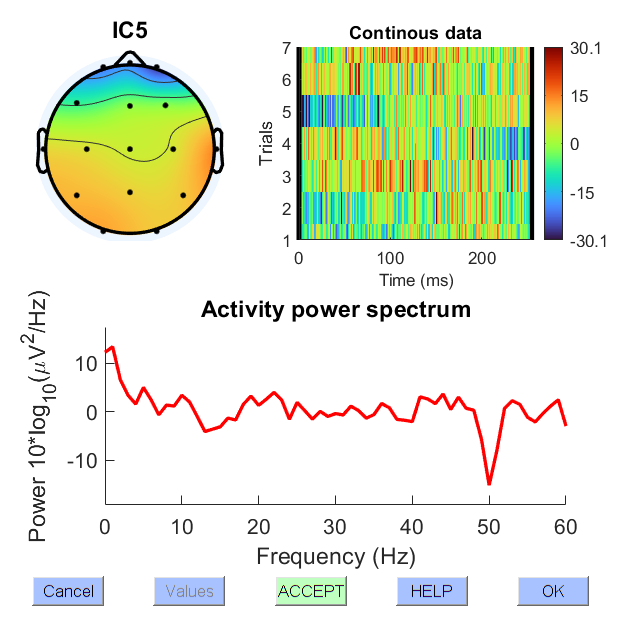 IC5
Continous data
Trials
7
6
5
4
3
2
1
0
100
200
Time (ms)
30.1
15
0
-15
-30.1
Activity power spectrum
Power 10*log10(μV2/Hz)
10
0
-10
0
10
20
30
40
50
60
Frequency (Hz)
Cancel
Values
ACCEPT
HELP
OK